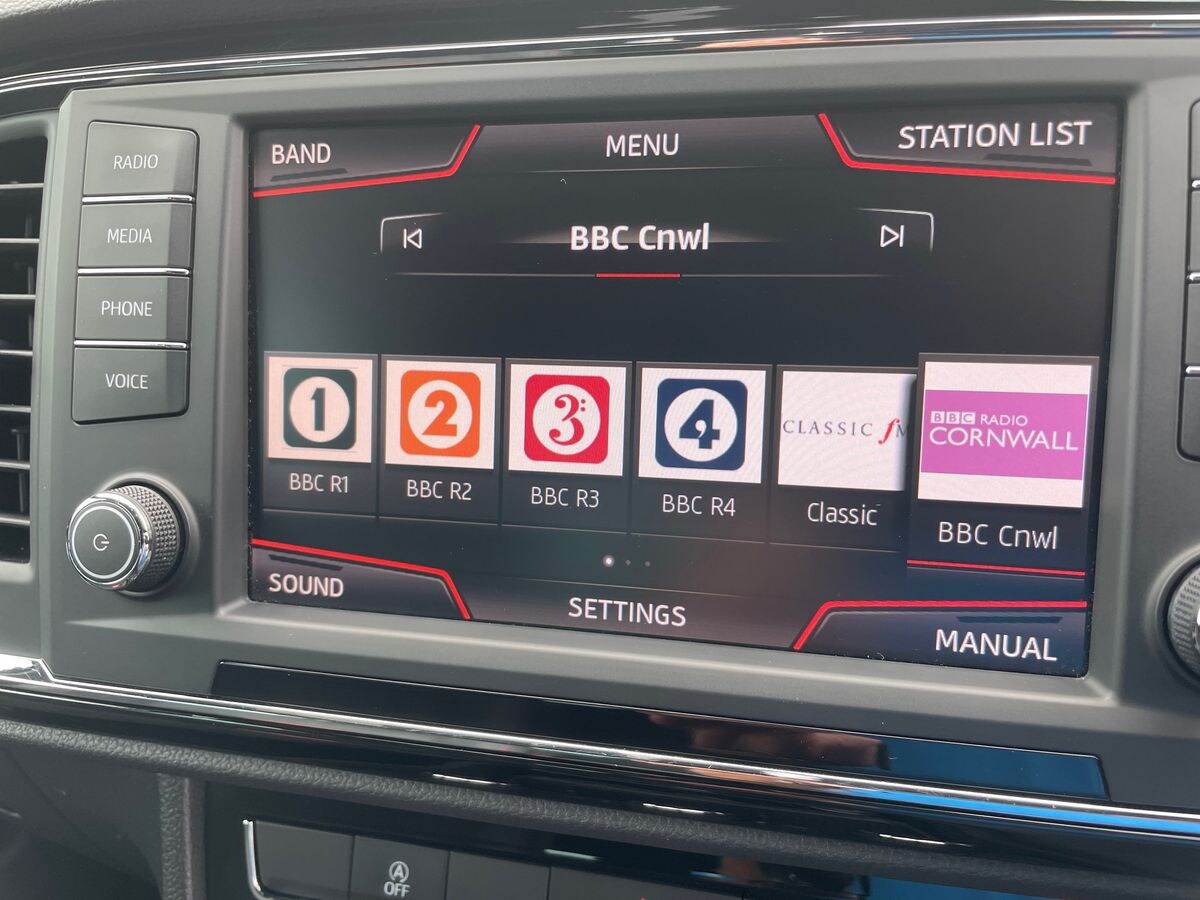 RADIO
MEDIA
PHONE
VOICE
BAND
MENU
STATION LIST
BBC Cnwl
1
2
3
4
CLASSIC fM
BBC RADIO
CORNWALL
BBC R1
BBC R2
BBC R3
BBC R4
Classic
BBC Cnwl
SOUND
SETTINGS
MANUAL
A
OFF